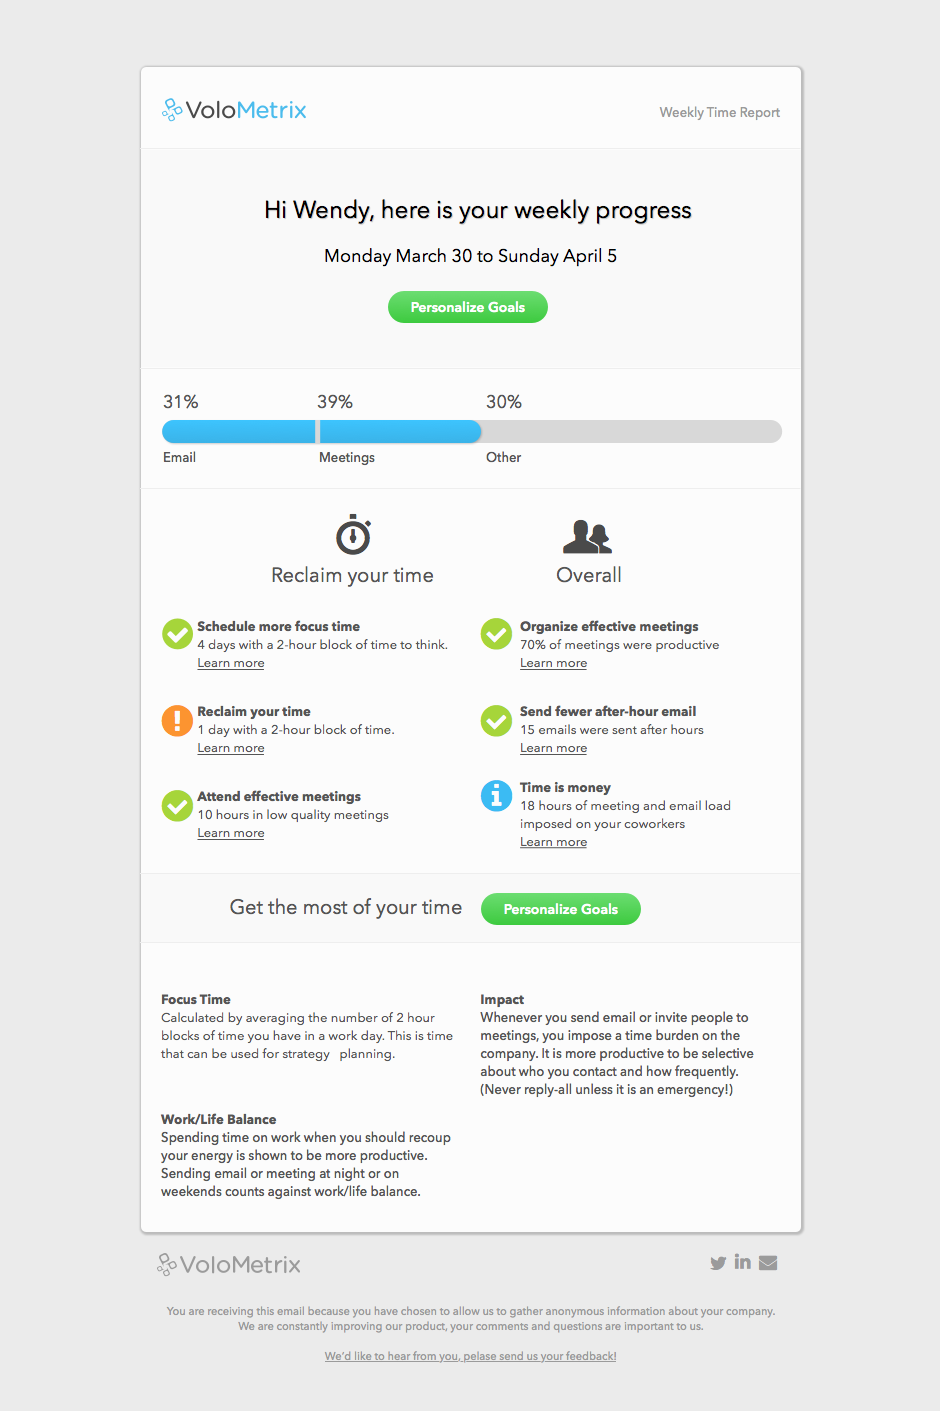 VoloMetrix
Weekly Time Report
Hi Wendy, here is your weekly progress
Monday March 30 to Sunday April 5
Personalize Goals
31%
39%
30%
Email
Meetings
Other
Reclaim your time
Schedule more focus time
4 days with a 2-hour block of time to think.
Learn more
Reclaim your time
1 day with a 2-hour block of time.
Learn more
Attend effective meetings
10 hours in low quality meetings
Learn more
Overall
Organize effective meetings
70% of meetings were productive
Learn more
Send fewer after-hour email
15 emails were sent after hours
Learn more
Time is money
18 hours of meeting and email load
imposed on your coworkers
Learn more
Get the most of your time
Personalize Goals
Focus Time
Calculated by averaging the number of 2 hour
blocks of time you have in a work day. This is time
that can be used for strategy planning.
Work/Life Balance
Spending time on work when you should recoup
your energy is shown to be more productive.
Sending email or meeting at night or on
weekends counts against work/life balance.
Impact
Whenever you send email or invite people to
meetings, you impose a time burden on the
company. It is more productive to be selective
about who you contact and how frequently.
(Never reply-all unless it is an emergency!)
VoloMetrix
You are receiving this email because you have chosen to allow us to gather anonymous information about your company.
We are constantly improving our product, your comments and questions are important to us.
We'd like to hear from you, pelase send us your feedback!